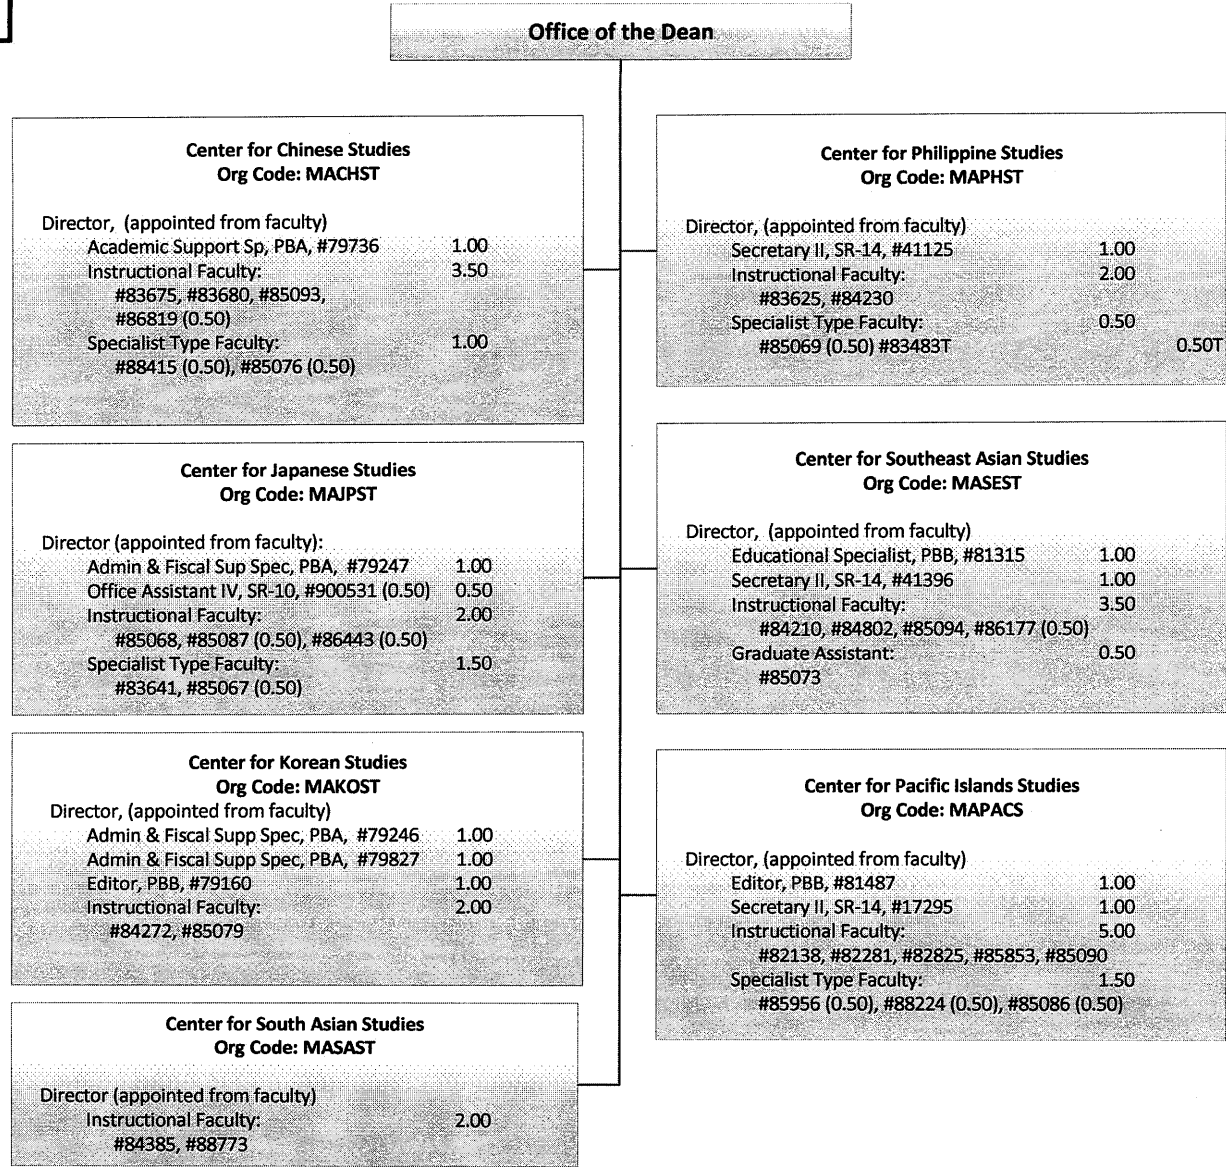 Office of the Dean
Center for Chinese Studies
Org Code: MACHST
Director, (appointed from faculty)
Academic Support Sp, PBA, #79736 1.00
Instructional Faculty: 3.50
#83675, #83680, #85093,
#86819 (0.50)
Specialist Type Faculty: 1.00
#88415 (0.50), #85076 (0.50)
Center for Japanese Studies
Org Code: MAJPST
Director (appointed from faculty):
Admin & Fiscal Sup Spec, PBA, #79247 1.00
Office Assistant IV, SR-10, #900531 (0.50) 0.50
Instructional Faculty: 2.00
#85068, #85087 (0.50), #86443 (0.50)
Specialist Type Faculty: 1.50
#83641, #85067 (0.50)
Center for Korean Studies
Org Code: MAKOST
Director, (appointed from faculty)
Admin & Fiscal Supp Spec, PBA, #79246 1.00
Admin & Fiscal Supp Spec, PBA, #79827 1.00
Editor, PBB, #79160 1.00
Instructional Faculty: 2.00
#84272, #85079
Center for South Asian Studies
Org Code: MASAST
Director (appointed from faculty)
Instructional Faculty: 2.00
#84385, #88773
Center for Philippine Studies
Org Code: MAPHST
Director, (appointed from faculty)
Secretary II, SR-14, #41125 1.00
Instructional Faculty: 2.00
#83625, #84230
Specialist Type Faculty: 0.50
#85069 (0.50) #83483T 0.50T
Center for Southeast Asian Studies
Org Code: MASEST
Director, (appointed from faculty)
Educational Specialist, PBB, #81315 1.00
Secretary II, SR-14, #41396 1.00
Instructional Faculty: 3.50
#84210, #84802, #85094, #86177 (0.50)
Graduate Assistant: 0.50
#85073
Center for Pacific Islands Studies
Org Code: MAPACS
Director, (appointed from faculty)
Editor, PBB, #81487 1.00
Secretary II, SR-14, #17295 1.00
Instructional Faculty: 5.00
#82138, #82281, #82825, #85853, #85090
Specialist Type Faculty: 1.50
#85956 (0.50), #88224 (0.50), #85086 (0.50)